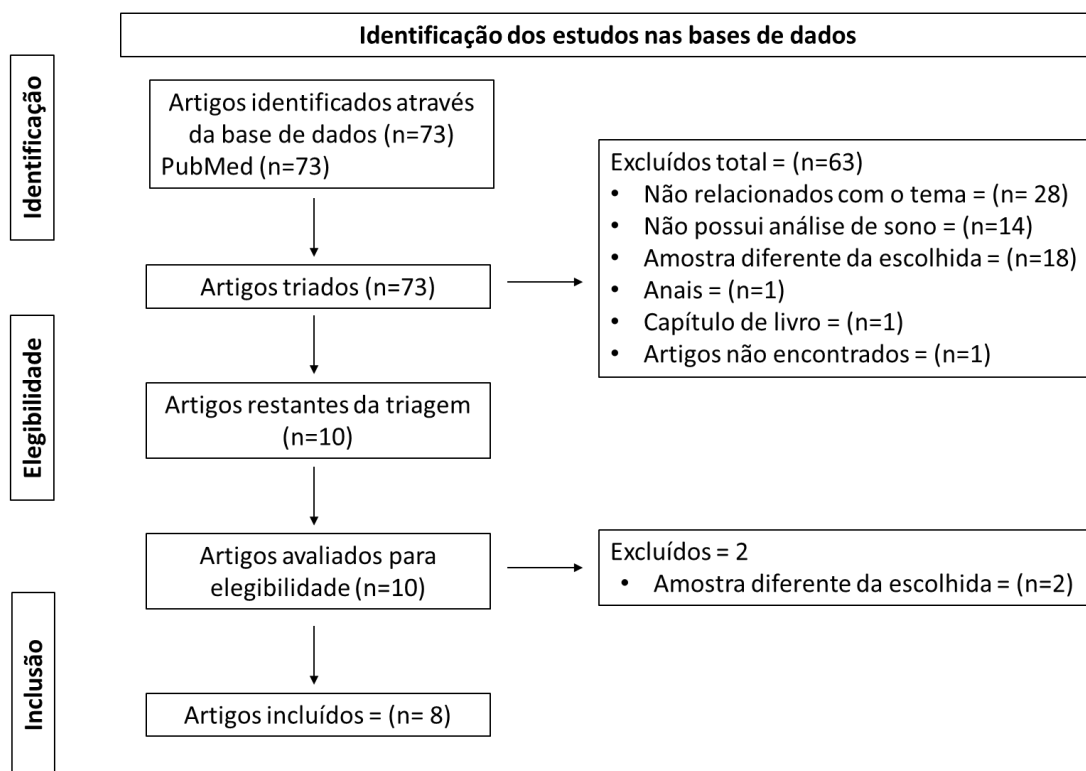 Identificação dos estudos nas bases de dados
Identificação
Artigos identificados através
da base de dados (n=73)
PubMed (n=73)
Excluídos total = (n=63)
• Não relacionados com o tema = (n= 28)
• Não possui análise de sono = (n=14)
• Amostra diferente da escolhida = (n=18)
• Anais = (n=1)
• Capítulo de livro = (n=1)
• Artigos não encontrados = (n=1)
Artigos triados (n=73)
Elegibilidade
Artigos restantes da triagem
(n=10)
Artigos avaliados para
elegibilidade (n=10)
Excluídos = 2
• Amostra diferente da escolhida = (n=2)
Inclusão
Artigos incluídos = (n= 8)